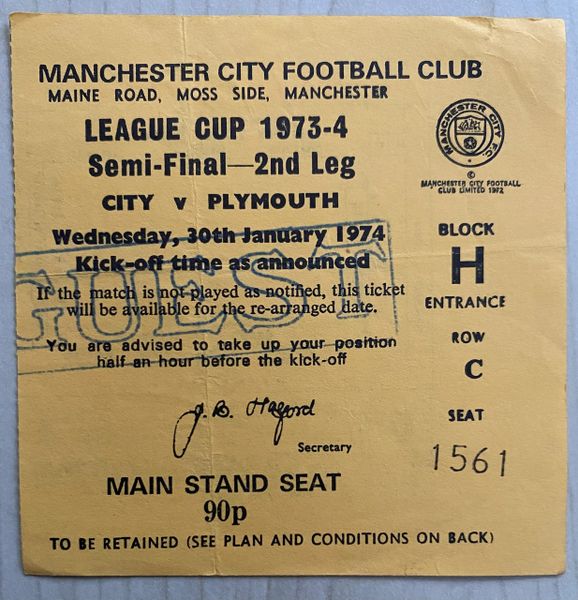 MANCHESTER CITY FOOTBALL CLUB
MAINE ROAD, MOSS SIDE, MANCHESTER
LEAGUE CUP 1973-4
Semi-Final—2nd Leg
CITY v PLYMOUTH
Wednesday, 30th January 1974
Kick-off time as announced
If the match is not played as notified, this ticket
will be available for the re-arranged date.
GUEST
You are advised to take up your position
half an hour before the kick-off
Secretary
MAIN STAND SEAT
90p
TO BE RETAINED (SEE PLAN AND CONDITIONS ON BACK)
MANCHESTER CITY F.C.
©
MANCHESTER CITY FOOTBALL
CLUB LIMITED 1972
BLOCK
H
ENTRANCE
ROW
C
SEAT
1561